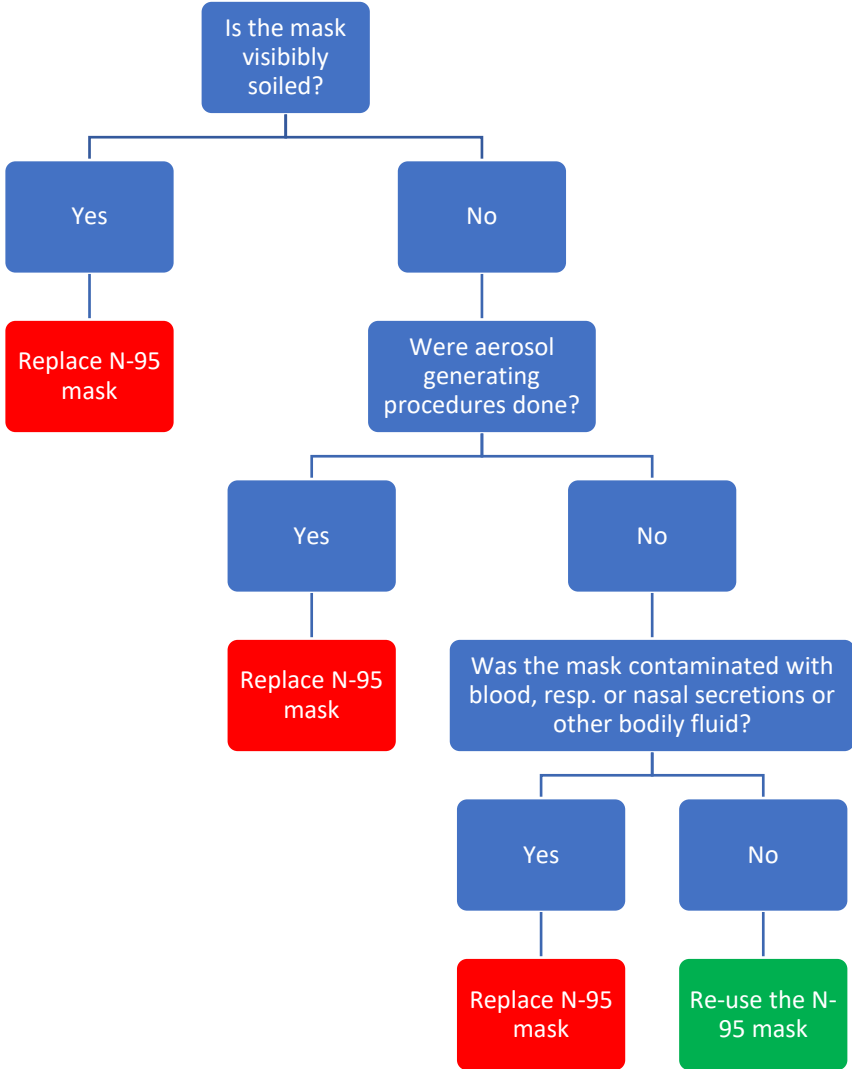 Is the mask
visibibly
soiled?
Yes
No
Replace N-95
mask
Were aerosol
generating
procedures done?
Yes
No
Replace N-95
mask
Was the mask contaminated with
blood, resp. or nasal secretions or
other bodily fluid?
Yes
No
Replace N-95
mask
Re-use the N-
95 mask